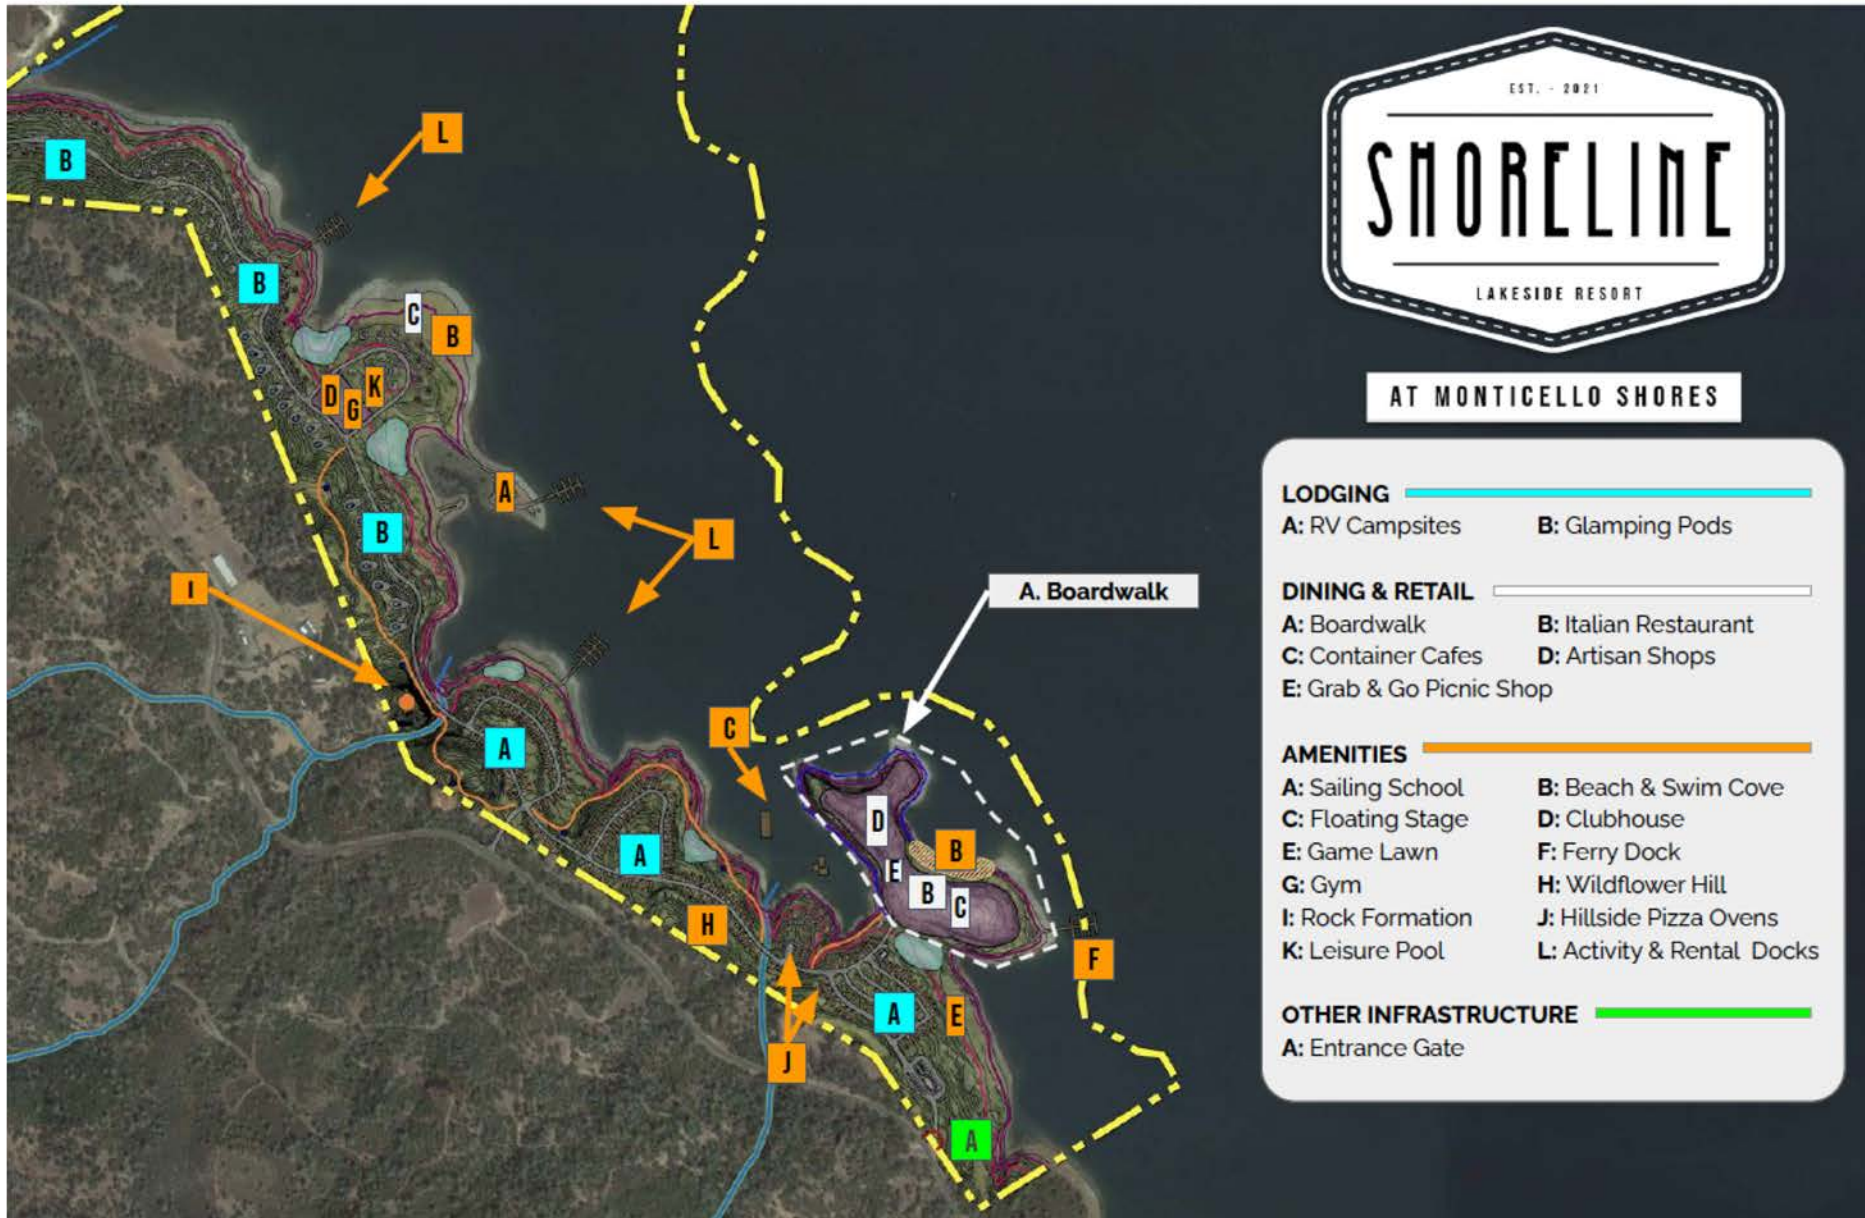 EST. - 2021
SHORELINE
LAKESIDE RESORT
AT MONTICELLO SHORES
LODGING
A: RV Campsites B: Glamping Pods
DINING & RETAIL
A: Boardwalk B: Italian Restaurant
C: Container Cafes D: Artisan Shops
E: Grab & Go Picnic Shop
AMENITIES
A: Sailing School B: Beach & Swim Cove
C: Floating Stage D: Clubhouse
E: Game Lawn F: Ferry Dock
G: Gym H: Wildflower Hill
I: Rock Formation J: Hillside Pizza Ovens
K: Leisure Pool L: Activity & Rental Docks
OTHER INFRASTRUCTURE
A: Entrance Gate
L
B
B
C
B
K
D
G
A
B
L
I
A. Boardwalk
C
A
D
A
B
E
B
C
H
F
A
E
J
A